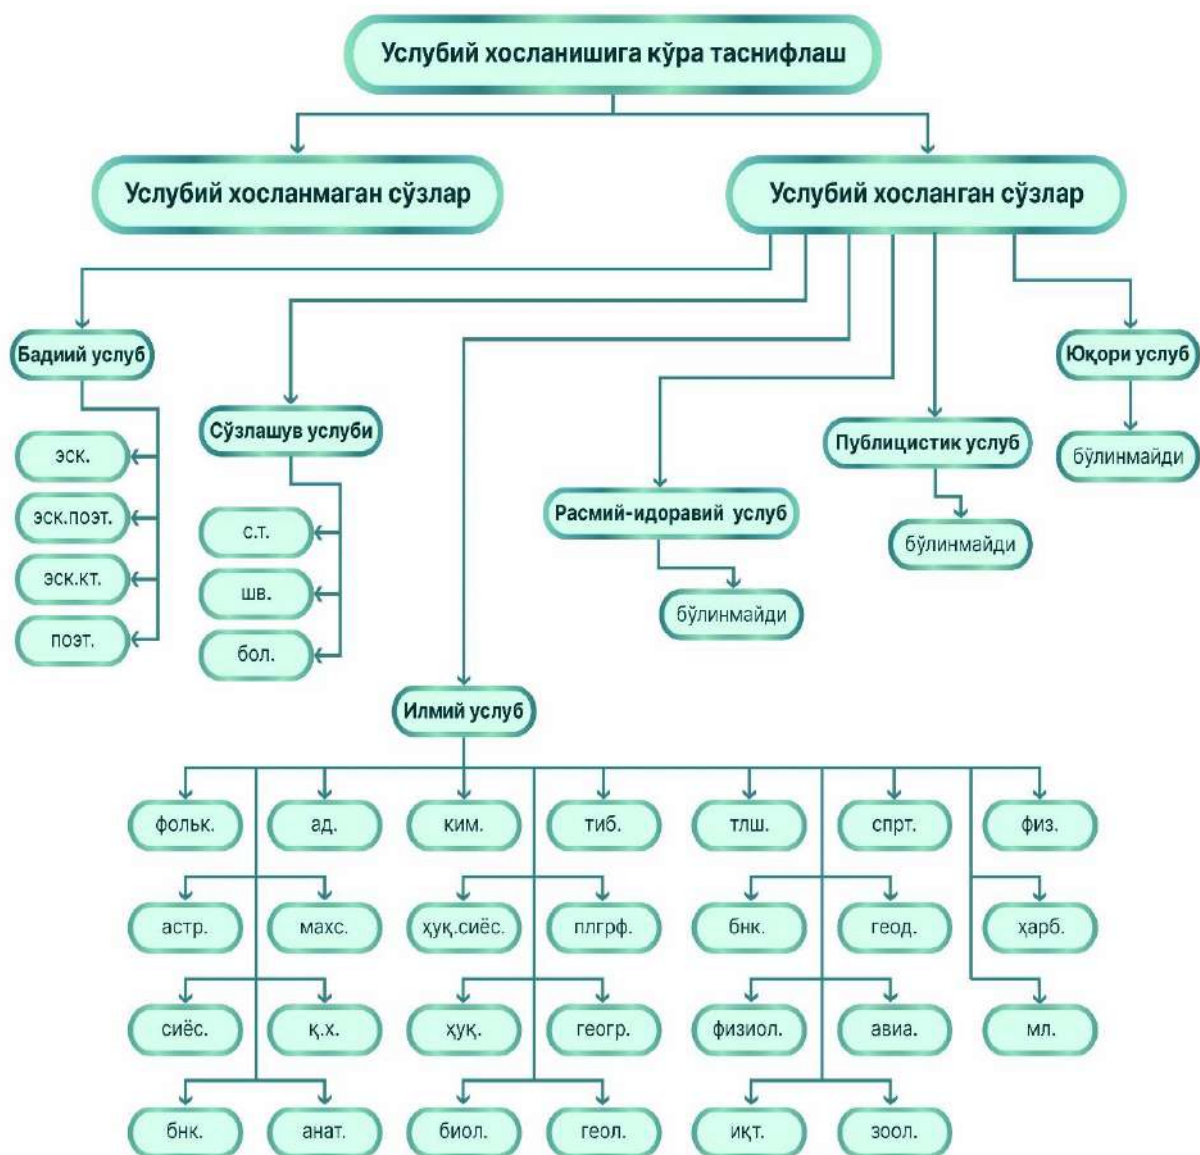 Услубий хосланишига кўра таснифлаш
Услубий хосланмаган сўзлар
Услубий хосланган сўзлар
Бадиий услуб
эск.
эск.поэт.
эск.кт.
поэт.
Сўзлашув услуби
с.т.
шв.
бол.
Илмий услуб
Расмий-идоравий услуб
бўлинмайди
Публицистик услуб
бўлинмайди
Юқори услуб
бўлинмайди
фольк.
ад.
ким.
тиб.
тлш.
спрт.
физ.
астр.
махс.
ҳуқ.сиёс.
плгрф.
бнк.
геод.
ҳарб.
сиёс.
қ.х.
ҳуқ.
геогр.
физиол.
авиа.
мл.
бнк.
анат.
биол.
геол.
иқт.
зоол.